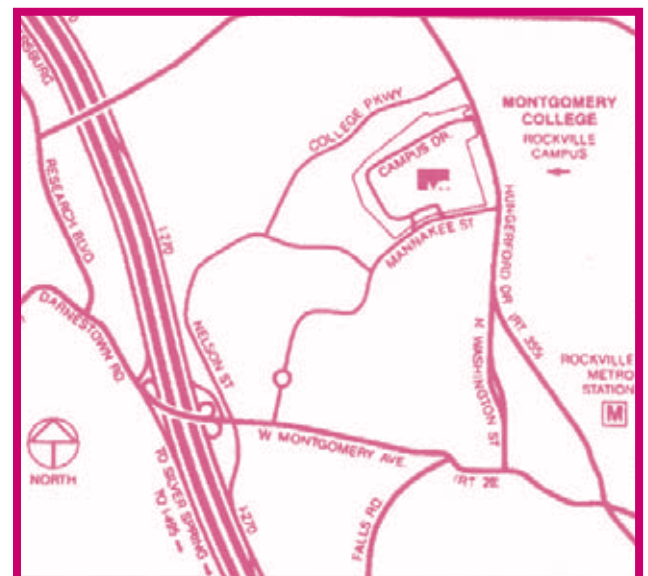 RSBURG
COLLEGE PKWY
MONTGOMERY
COLLEGE
ROCKVILLE
CAMPUS
CAMPUS DR.
RESEARCH BLVD.
I-270
MANNAKEE ST
HUNGERFORD DR (RT 355)
DARNESTOWN RD.
NELSON ST
N WASHINGTON ST
ROCKVILLE
METRO
STATION
M
W MONTGOMERY AVE.
(RT 28)
NORTH
TO SILVER SPRING
TO I-495
I-270
FALLS RD.